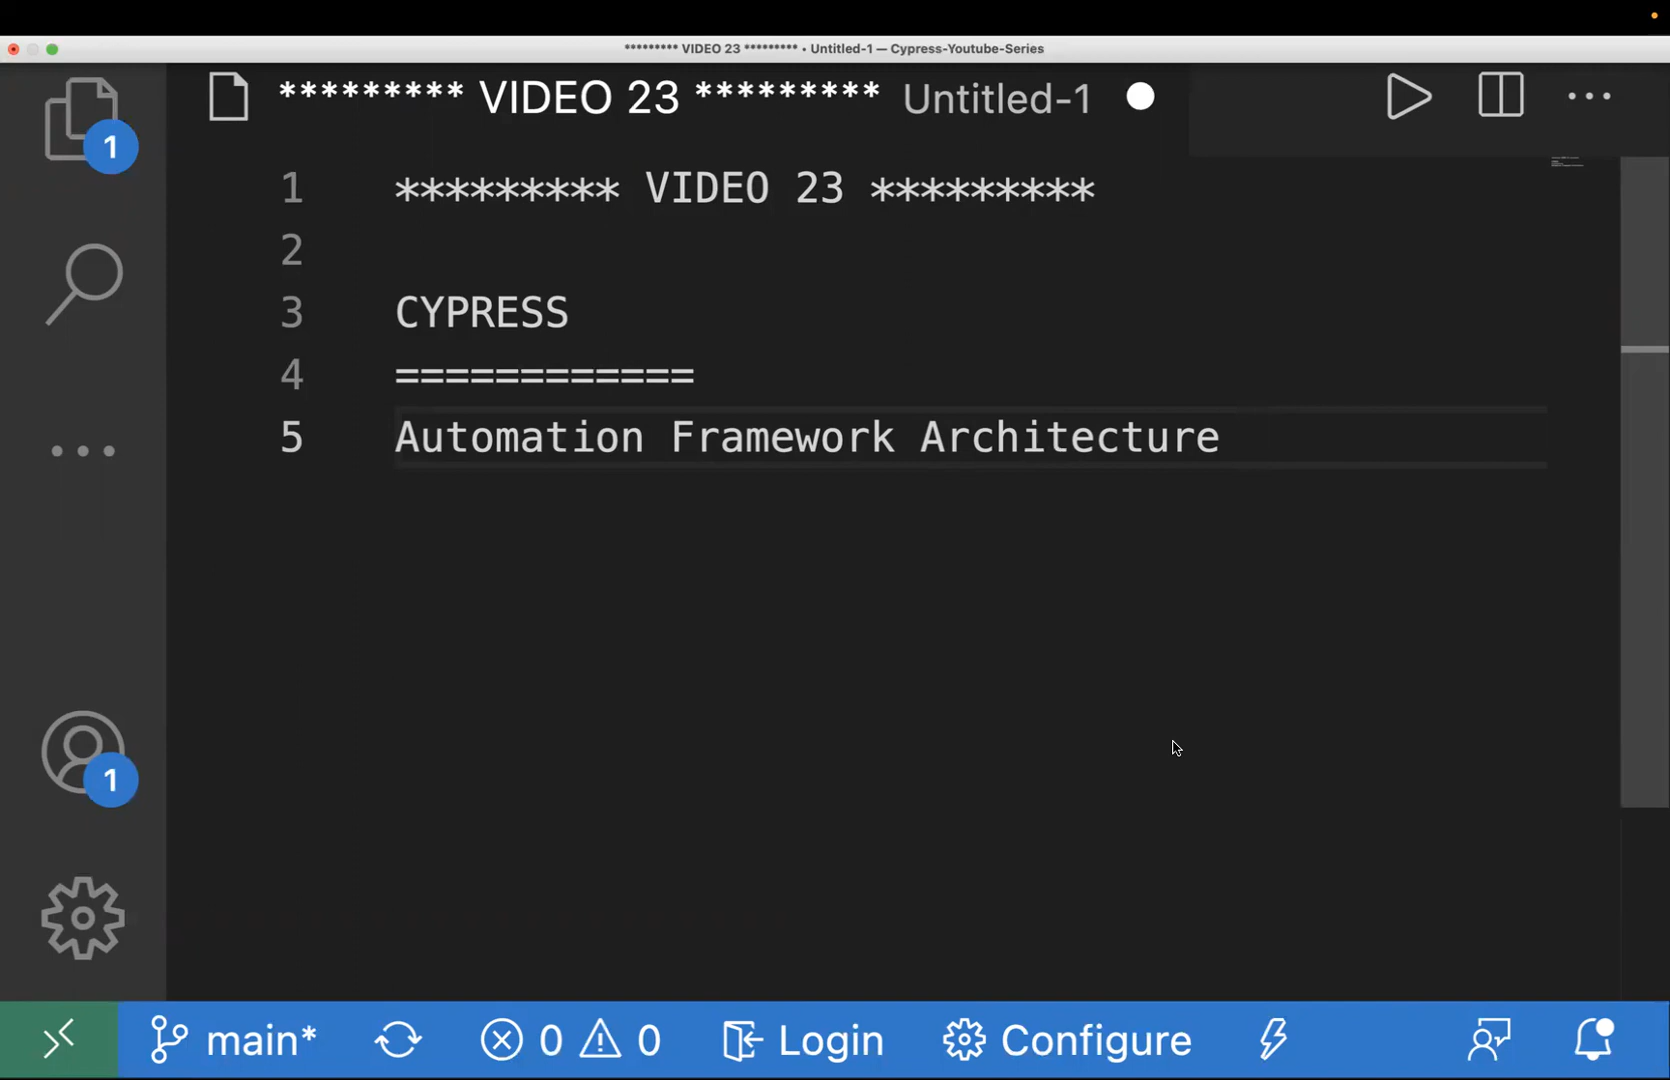 ********* VIDEO 23 ********* • Untitled-1 — Cypress-Youtube-Series
********* VIDEO 23 ********* Untitled-1
1
1 ********* VIDEO 23 *********
2
3 CYPRESS
4 ============
5 Automation Framework Architecture
1
main* 0 0 Login Configure